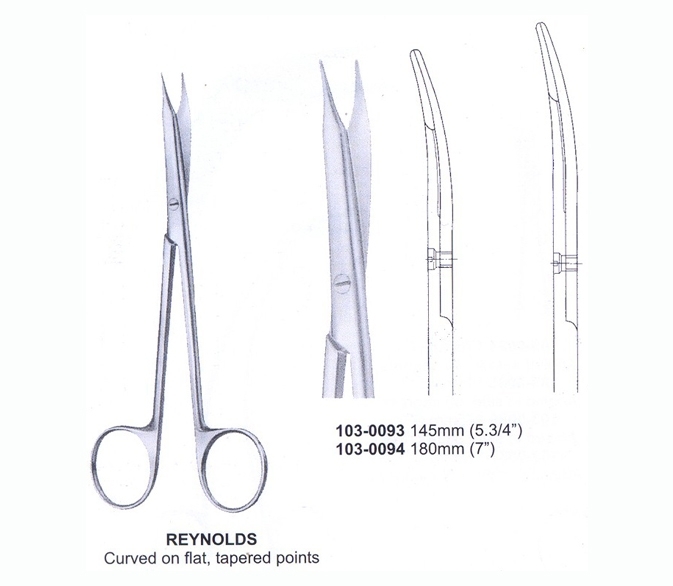 103-0093 145mm (5.3/4”)
103-0094 180mm (7”)
REYNOLDS
Curved on flat, tapered points